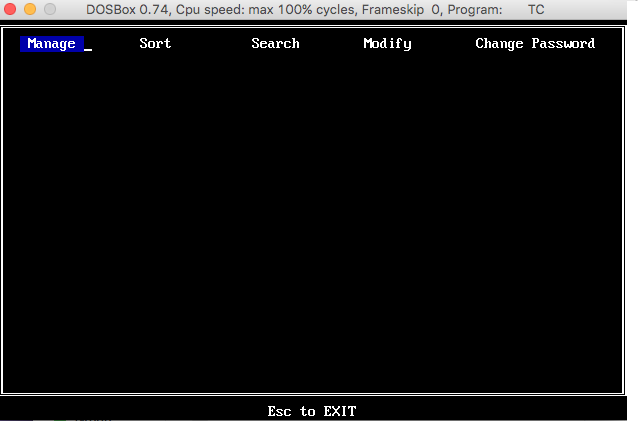 DOSBox 0.74, Cpu speed: max 100% cycles, Frameskip 0, Program: TC
Manage _ Sort Search Modify Change Password
Esc to EXIT